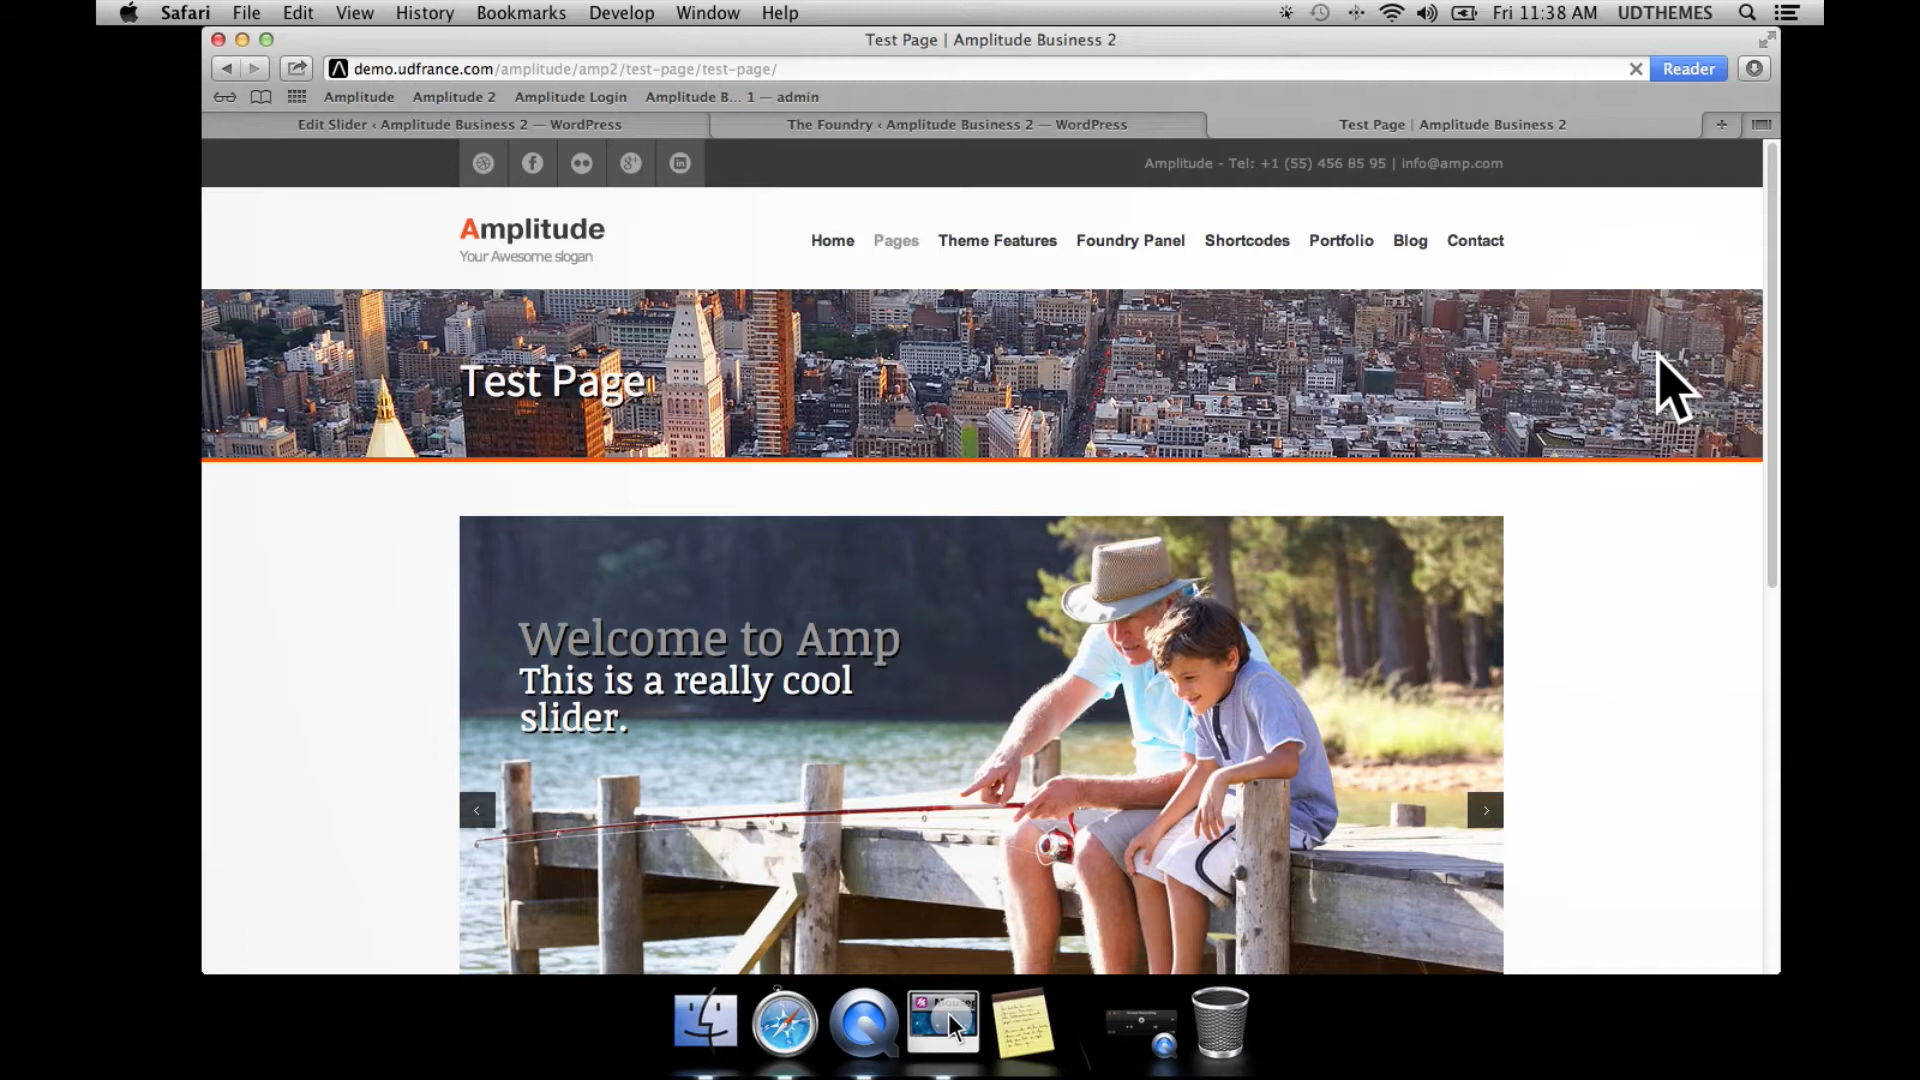 Safari File Edit View History Bookmarks Develop Window Help Fri 11:38 AM UDTHEMES
Test Page | Amplitude Business 2
demo.udfrance.com/amplitude/amp2/test-page/test-page/ Reader
Amplitude Amplitude 2 Amplitude Login Amplitude B... 1 — admin
Edit Slider ‹ Amplitude Business 2 — WordPress The Foundry ‹ Amplitude Business 2 — WordPress Test Page | Amplitude Business 2
Amplitude - Tel: +1 (55) 456 85 95 | info@amp.com
Amplitude
Your Awesome slogan
Home Pages Theme Features Foundry Panel Shortcodes Portfolio Blog Contact
Test Page
Welcome to Amp
This is a really cool
slider.